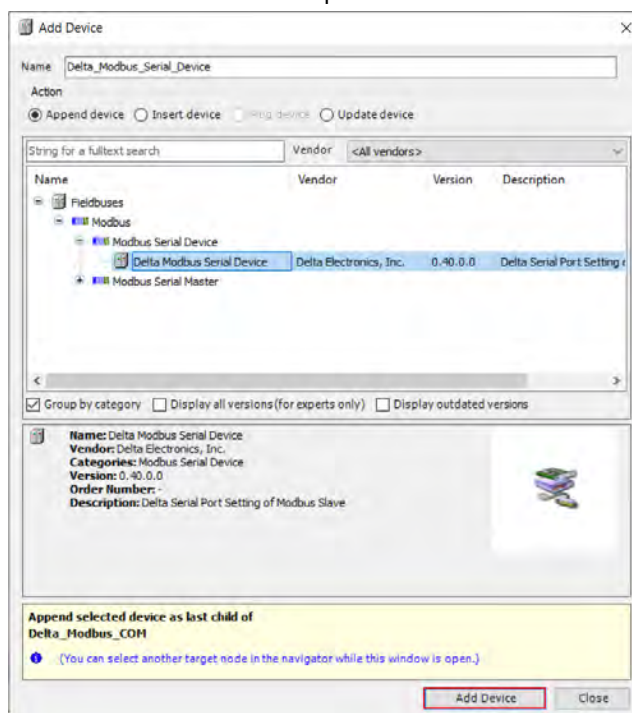 Add Device
Name Delta_Modbus_Serial_Device
Action
Append device Insert device Update device
String for a fulltext search Vendor <All vendors>
Name Vendor Version Description
Fieldbuses
Modbus
Modbus Serial Device
Delta Modbus Serial Device Delta Electronics, Inc. 0.40.0.0 Delta Serial Port Setting
Modbus Serial Master
Group by category Display all versions (for experts only) Display outdated versions
Name: Delta Modbus Serial Device
Vendor: Delta Electronics, Inc.
Categories: Modbus Serial Device
Version: 0.40.0.0
Order Number: -
Description: Delta Serial Port Setting of Modbus Slave
Append selected device as last child of
Delta_Modbus_COM
(You can select another target node in the navigator while this window is open.)
Add Device Close